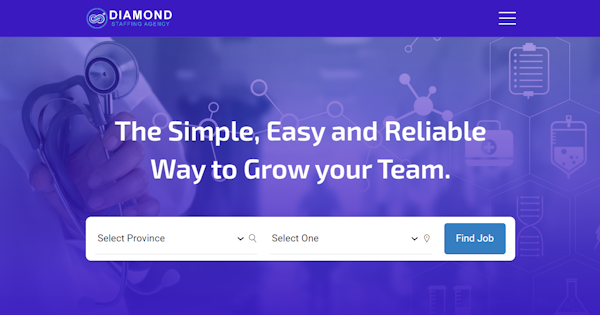 DIAMOND
STAFFING AGENCY
The Simple, Easy and Reliable
Way to Grow your Team.
Select Province
Select One
Find Job